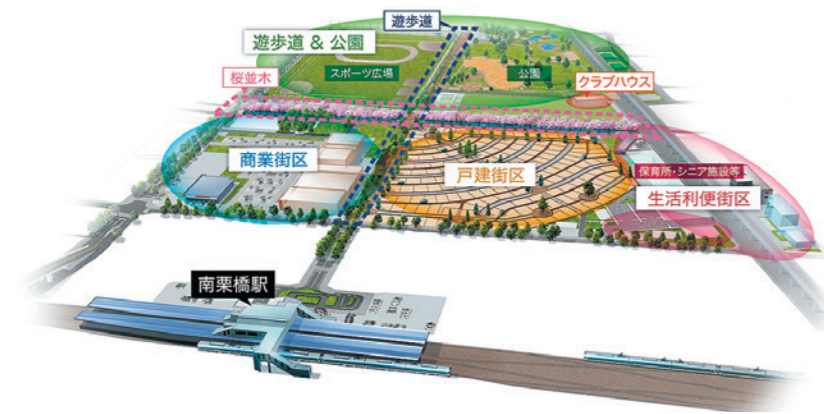 遊歩道
遊歩道 & 公園
スポーツ広場
公園
桜並木
クラブハウス
商業街区
戸建街区
保育所・シニア施設等
生活利便街区
南栗橋駅